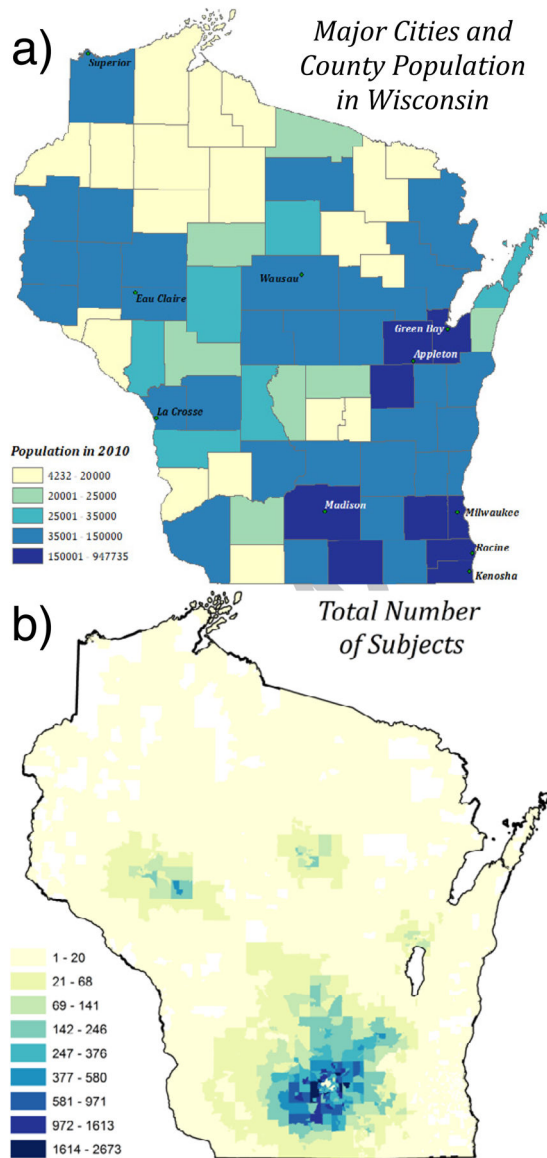 a)
Major Cities and
County Population
in Wisconsin
Superior
Wausau
Eau Claire
Green Bay
Appleton
La Crosse
Population in 2010
4232 - 20000
20001 - 25000
25001 - 35000
35001 - 150000
150001 - 947735
Madison
Milwaukee
Racine
Kenosha
b)
Total Number
of Subjects
1 - 20
21 - 68
69 - 141
142 - 246
247 - 376
377 - 580
581 - 971
972 - 1613
1614 - 2673